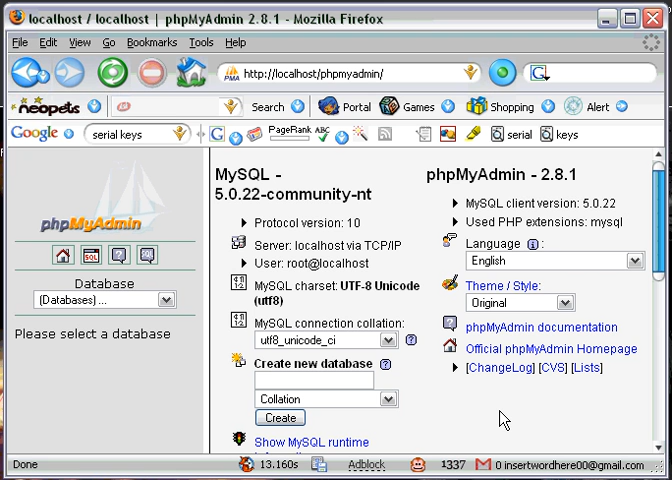 localhost / localhost | phpMyAdmin 2.8.1 - Mozilla Firefox
File Edit View Go Bookmarks Tools Help
PMA http://localhost/phpmyadmin/ G
neopets Search Portal Games Shopping Alert
Google serial keys G PageRank ABC serial keys
phpMyAdmin
SQL
Database
(Databases) ...
Please select a database
MySQL -
5.0.22-community-nt
Protocol version: 10
Server: localhost via TCP/IP
User: root@localhost
MySQL charset: UTF-8 Unicode
(utf8)
MySQL connection collation:
utf8_unicode_ci
Create new database
Collation
Create
Show MySQL runtime
phpMyAdmin - 2.8.1
MySQL client version: 5.0.22
Used PHP extensions: mysql
Language
English
Theme / Style:
Original
phpMyAdmin documentation
Official phpMyAdmin Homepage
[ChangeLog] [CVS] [Lists]
Done 13.160s Adblock 1337 0 insertwordhere00@gmail.com